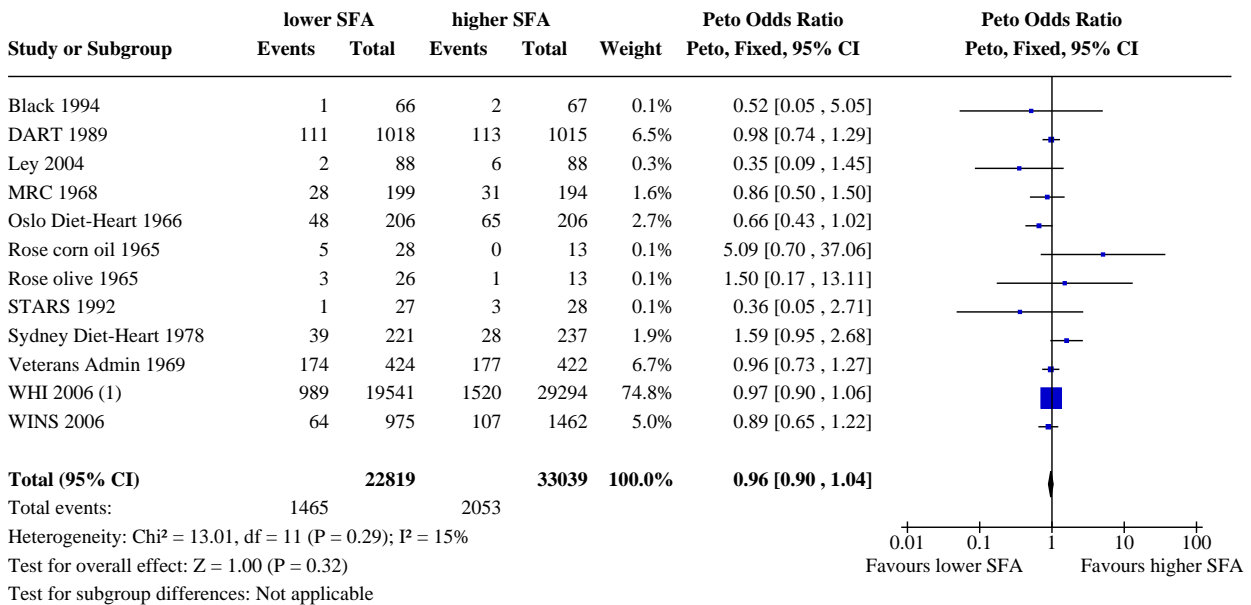 lower SFA higher SFA Peto Odds Ratio Peto Odds Ratio
Study or Subgroup Events Total Events Total Weight Peto, Fixed, 95% CI Peto, Fixed, 95% CI
Black 1994 1 66 2 67 0.1% 0.52 [0.05 , 5.05]
DART 1989 111 1018 113 1015 6.5% 0.98 [0.74 , 1.29]
Ley 2004 2 88 6 88 0.3% 0.35 [0.09 , 1.45]
MRC 1968 28 199 31 194 1.6% 0.86 [0.50 , 1.50]
Oslo Diet-Heart 1966 48 206 65 206 2.7% 0.66 [0.43 , 1.02]
Rose corn oil 1965 5 28 0 13 0.1% 5.09 [0.70 , 37.06]
Rose olive 1965 3 26 1 13 0.1% 1.50 [0.17 , 13.11]
STARS 1992 1 27 3 28 0.1% 0.36 [0.05 , 2.71]
Sydney Diet-Heart 1978 39 221 28 237 1.9% 1.59 [0.95 , 2.68]
Veterans Admin 1969 174 424 177 422 6.7% 0.96 [0.73 , 1.27]
WHI 2006 (1) 989 19541 1520 29294 74.8% 0.97 [0.90 , 1.06]
WINS 2006 64 975 107 1462 5.0% 0.89 [0.65 , 1.22]
Total (95% CI) 22819 33039 100.0% 0.96 [0.90 , 1.04]
Total events: 1465 2053
Heterogeneity: Chi² = 13.01, df = 11 (P = 0.29); I² = 15%
0.01 0.1 1 10 100
Test for overall effect: Z = 1.00 (P = 0.32)
Favours lower SFA Favours higher SFA
Test for subgroup differences: Not applicable